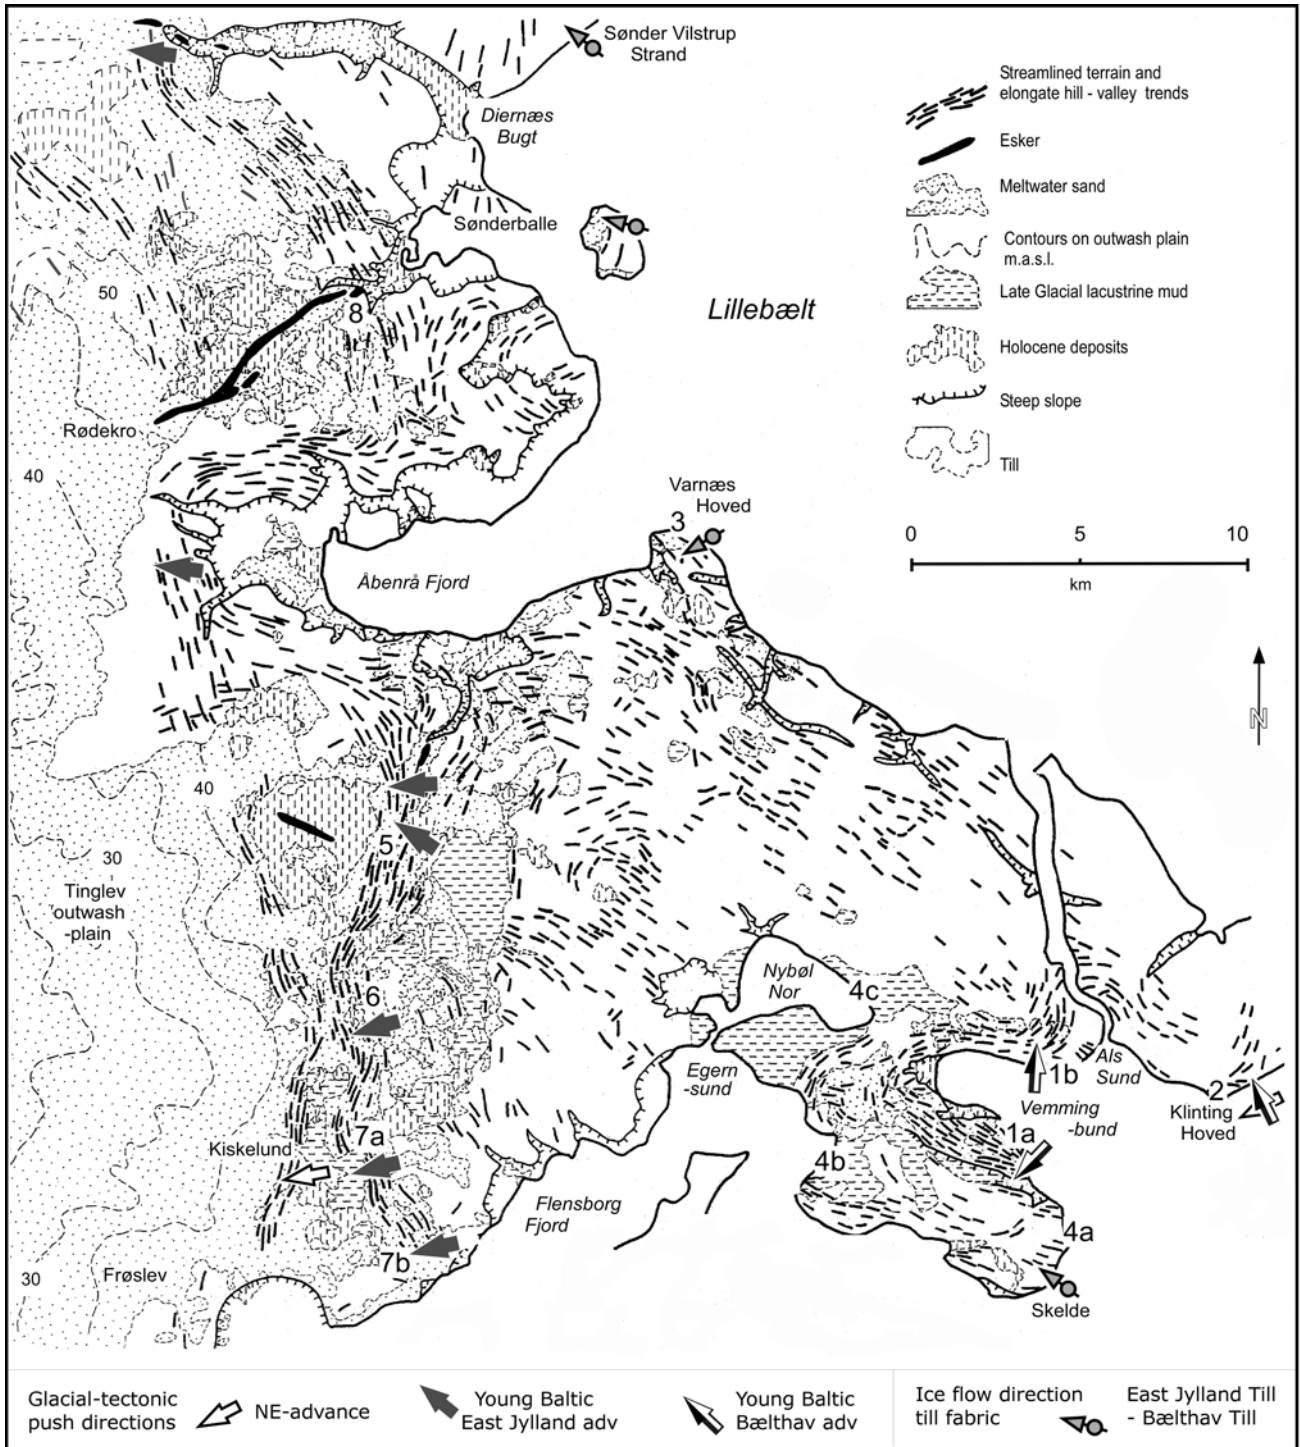 Sønder Vilstrup
Strand
Diernæs
Bugt
Sønderballe
Lillebælt
50
8
Rødekro
40
Streamlined terrain and
elongate hill - valley trends
Esker
Meltwater sand
Contours on outwash plain
m.a.s.l.
Late Glacial lacustrine mud
Holocene deposits
Steep slope
Till
0 5 10
km
N
Varnæs
Hoved
3
Åbenrå Fjord
40
30
Tinglev
outwash
-plain
5
6
Nybøl
Nor
4c
Egern
-sund
Als
Sund
1b
Vemming
-bund
2
Klinting
Hoved
1a
7a
Kiskelund
4b
Flensborg
Fjord
4a
7b
30
Frøslev
Skelde
Glacial-tectonic
push directions
NE-advance
Young Baltic
East Jylland adv
Young Baltic
Bælthav adv
Ice flow direction
till fabric
East Jylland Till
- Bælthav Till